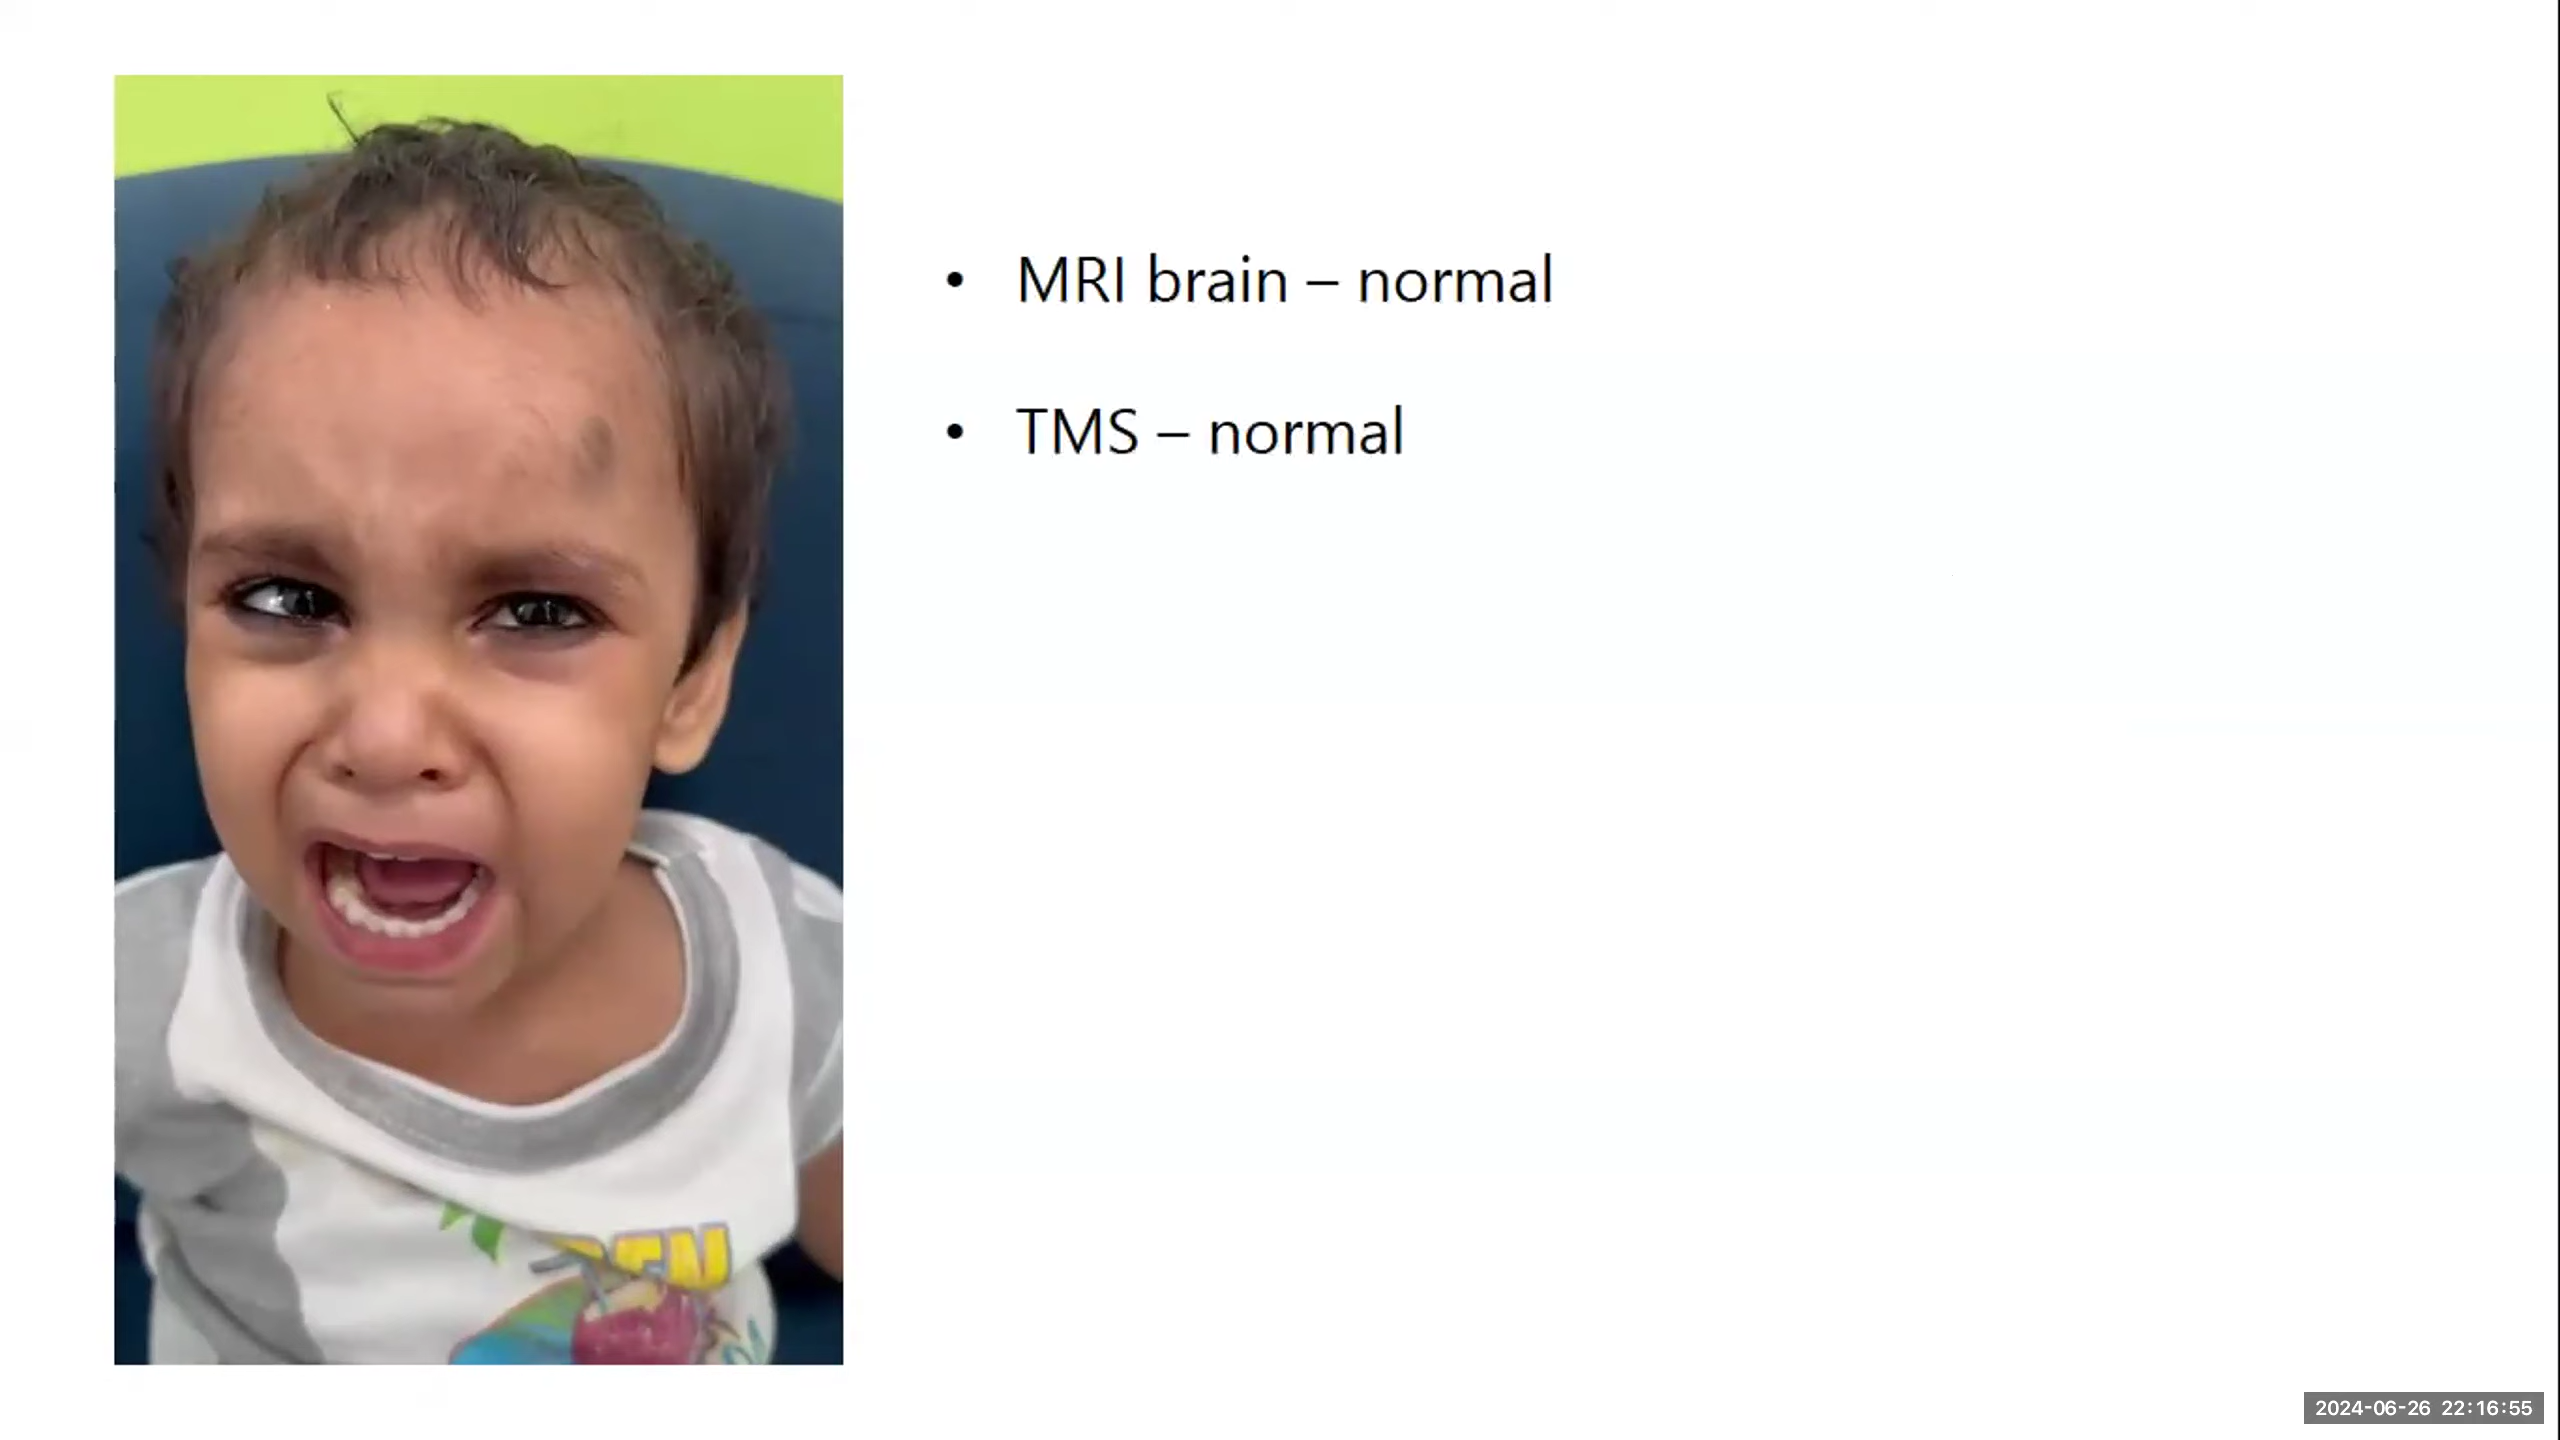 • MRI brain – normal
• TMS – normal
2024-06-26 22:16:55